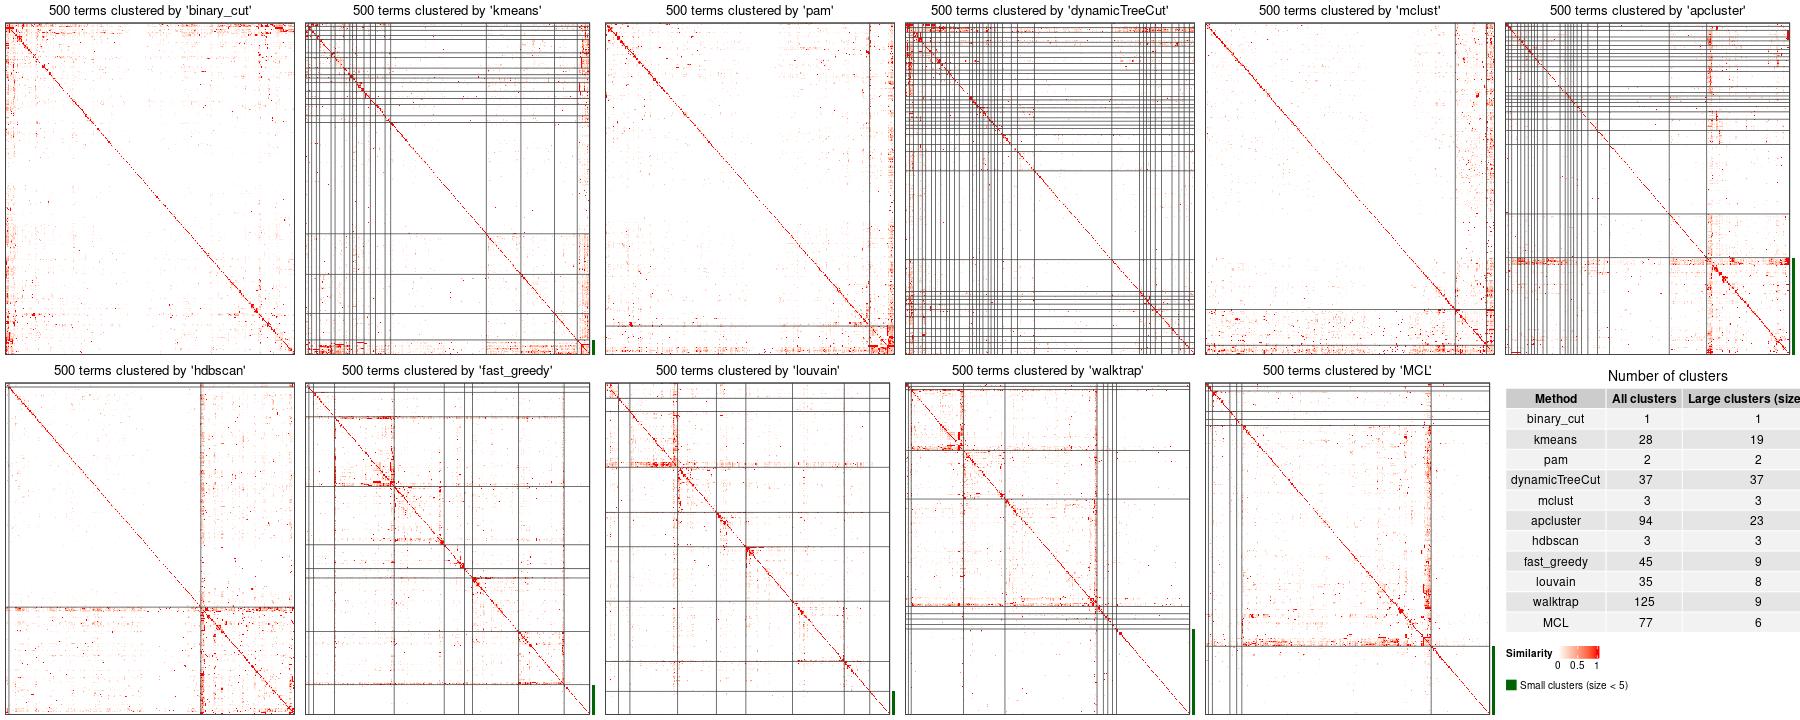 500 terms clustered by 'binary_cut'
500 terms clustered by 'kmeans'
500 terms clustered by 'pam'
500 terms clustered by 'dynamicTreeCut'
500 terms clustered by 'mclust'
500 terms clustered by 'apcluster'
500 terms clustered by 'hdbscan'
500 terms clustered by 'fast_greedy'
500 terms clustered by 'louvain'
500 terms clustered by 'walktrap'
500 terms clustered by 'MCL'
Number of clusters
Method All clusters Large clusters (size
binary_cut 1 1
kmeans 28 19
pam 2 2
dynamicTreeCut 37 37
mclust 3 3
apcluster 94 23
hdbscan 3 3
fast_greedy 45 9
louvain 35 8
walktrap 125 9
MCL 77 6
Similarity
0 0.5 1
Small clusters (size < 5)